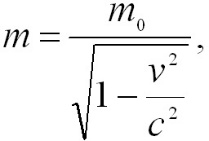 m = m₀ / √(1 − v²/c²),